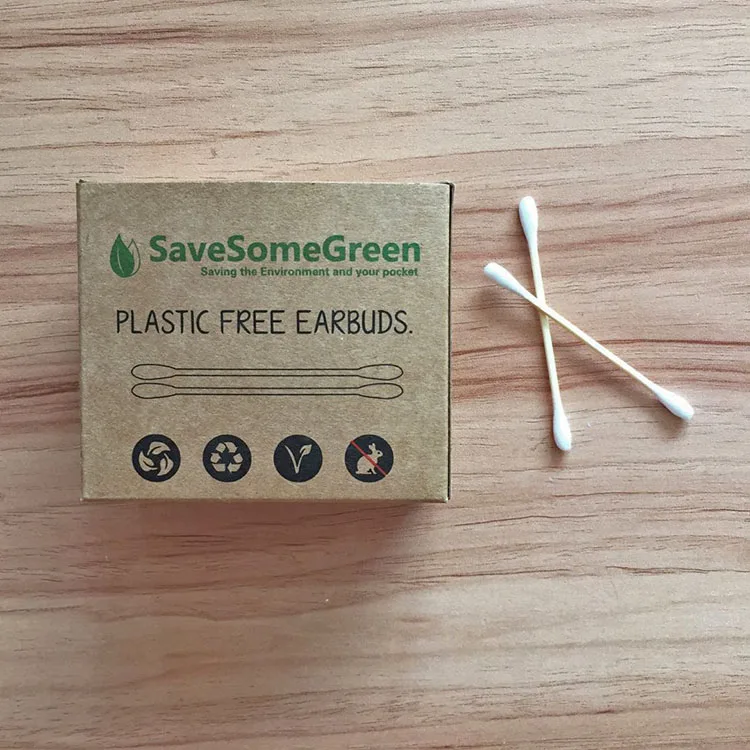 SaveSomeGreen
Saving the Environment and your pocket
PLASTIC FREE EARBUDS.